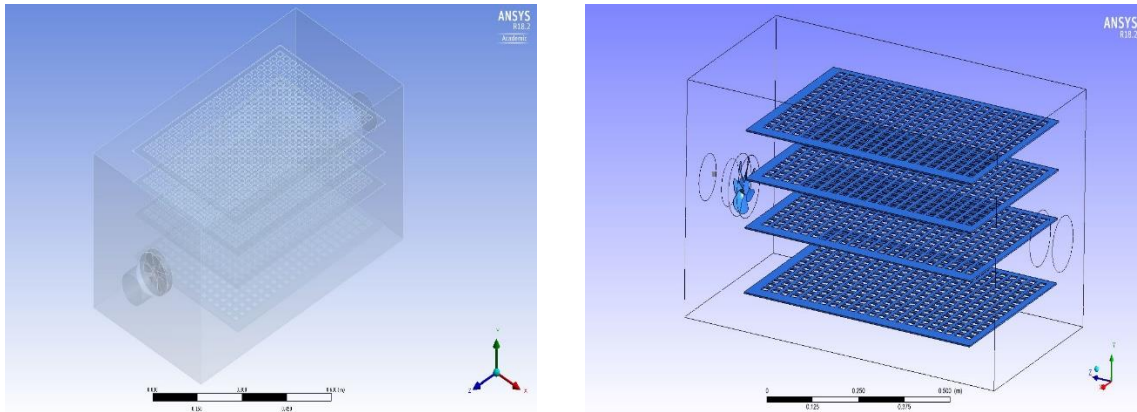 ANSYS
R18.2
Academic
Y
Z
X
ANSYS
R18.2
0
0.250
0.500 (m)
0.125
0.375
Y
Z